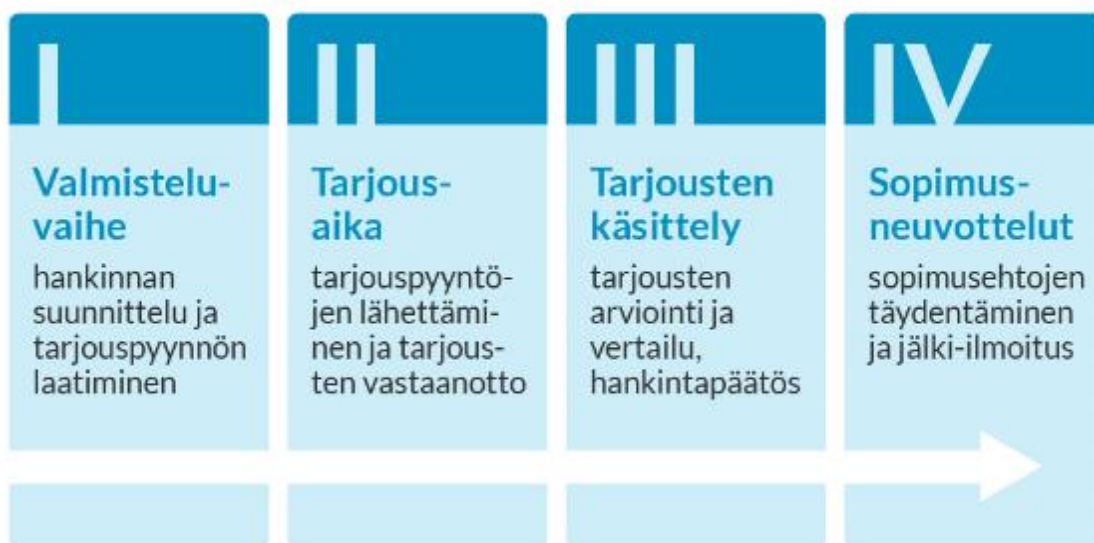 I
Valmistelu-
vaihe
hankinnan
suunnittelu ja
tarjouspyynnön
laatiminen
II
Tarjous-
aika
tarjouspyyntö-
jen lähettämi-
nen ja tarjous-
ten vastaanotto
III
Tarjousten
käsittely
tarjousten
arviointi ja
vertailu,
hankintapäätös
IV
Sopimus-
neuvottelut
sopimusehtojen
täydentäminen
ja jälki-ilmoitus